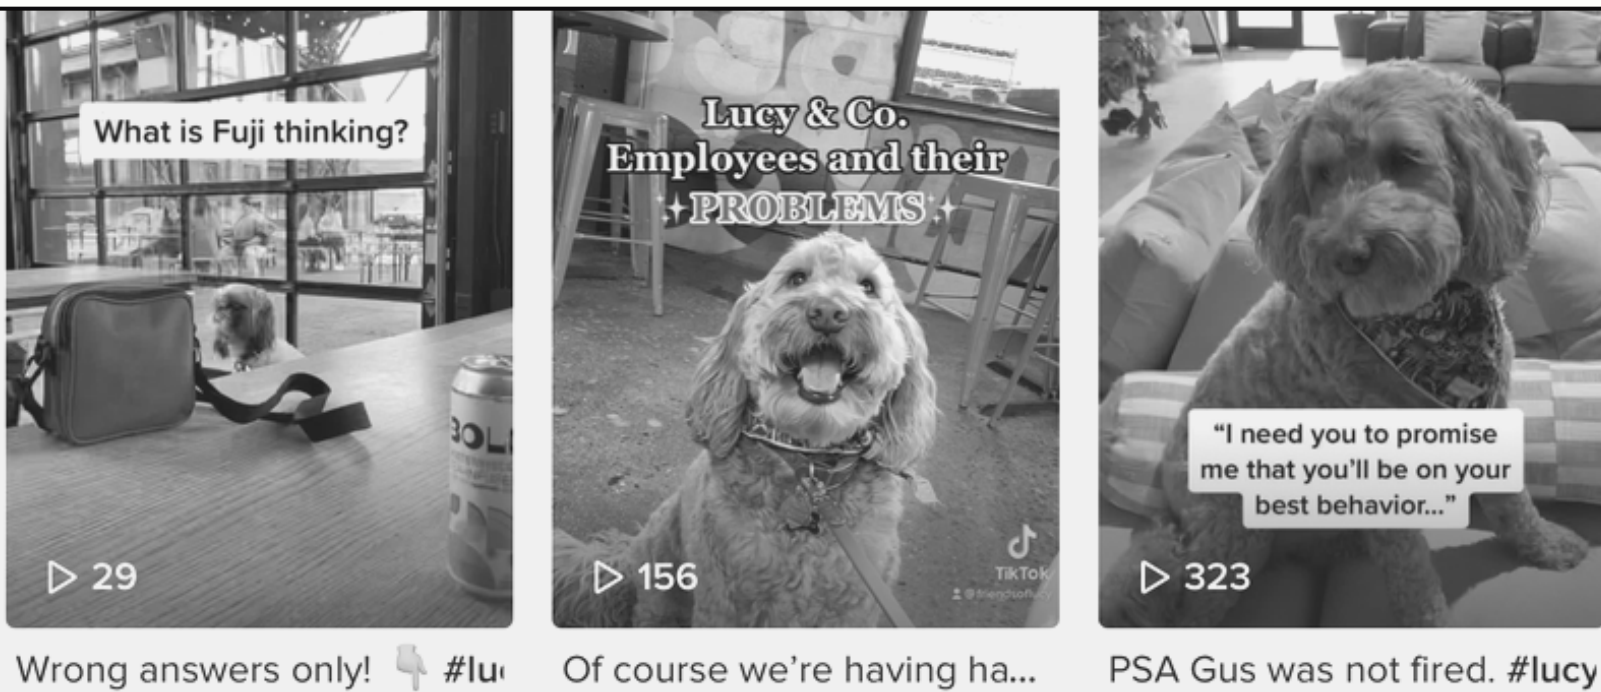 What is Fuji thinking?
BOL
29
Wrong answers only! 👇 #lu
Lucy & Co.
Employees and their
PROBLEMS
TikTok
@friendsoflucy
156
Of course we're having ha...
“I need you to promise
me that you'll be on your
best behavior...”
323
PSA Gus was not fired. #lucy